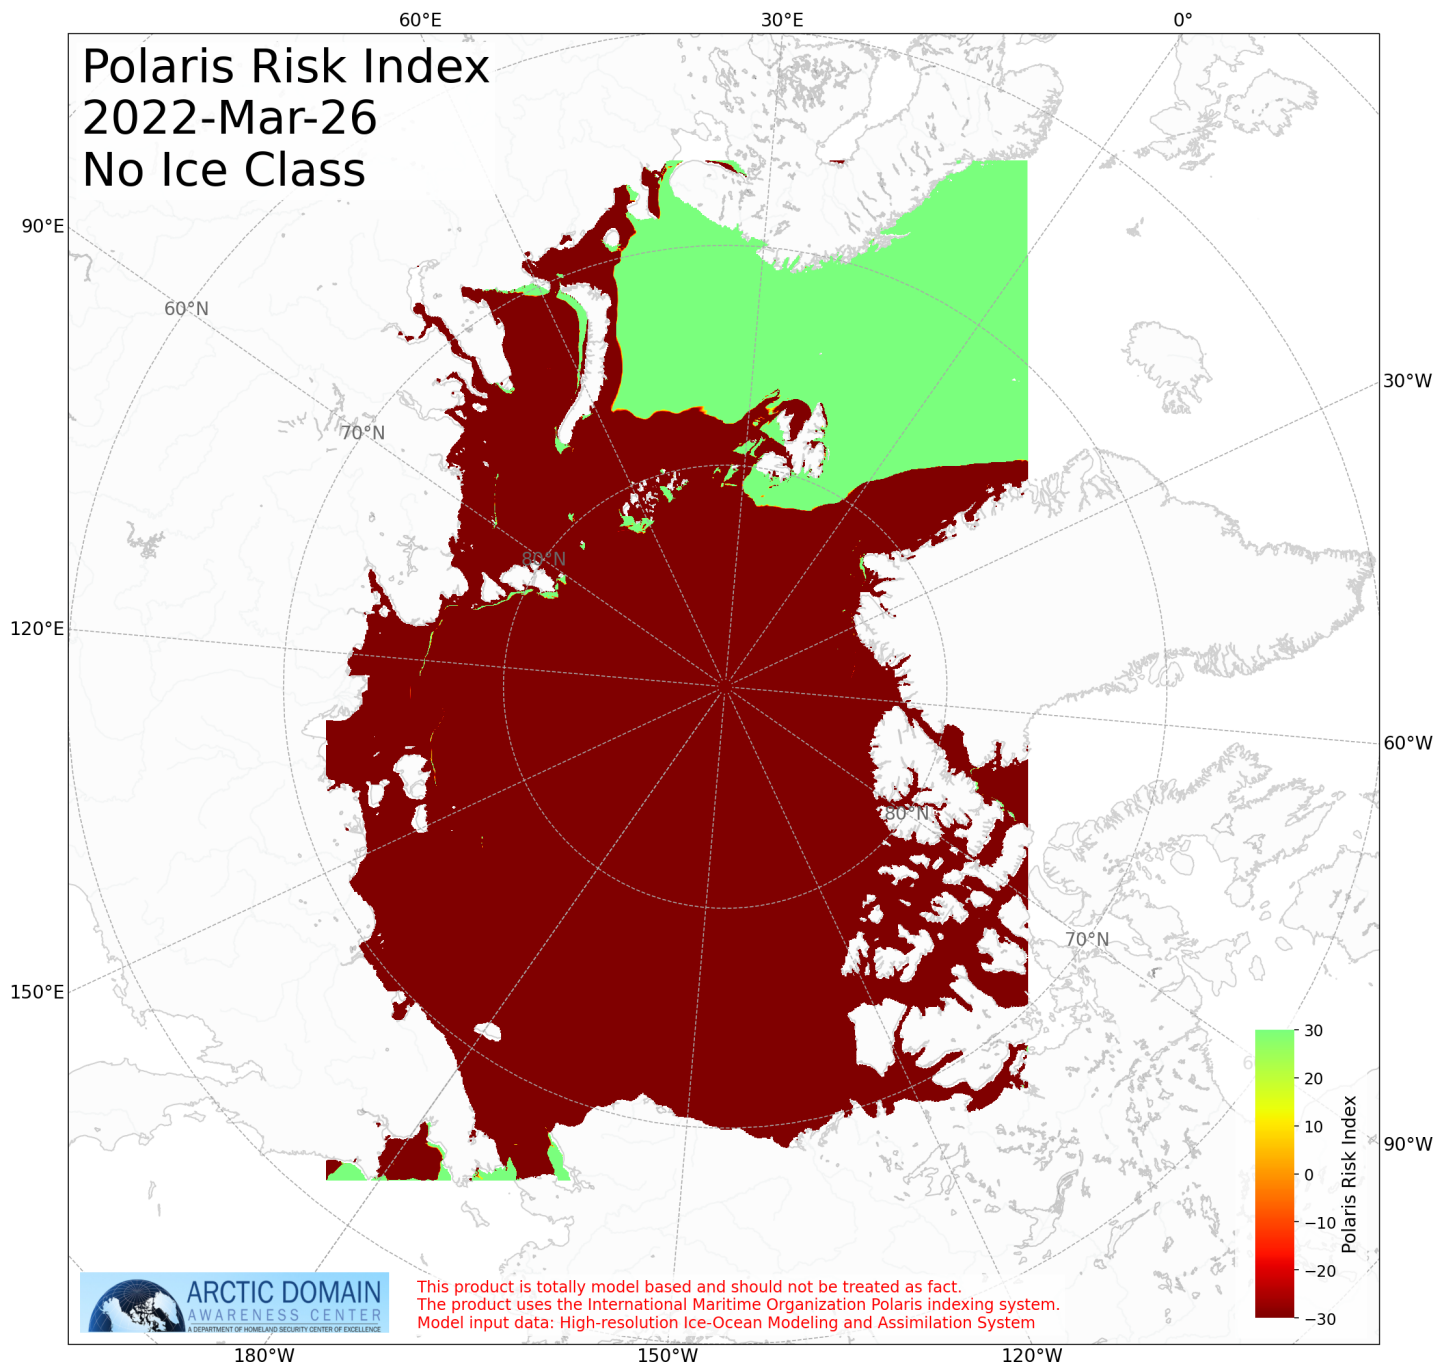 60°E
30°E
0°
Polaris Risk Index
2022-Mar-26
No Ice Class
90°E
60°N
30°W
70°N
80°N
120°E
60°W
80°N
70°N
150°E
30
20
10
0
−10
−20
−30
Polaris Risk Index
90°W
ARCTIC DOMAIN
AWARENESS CENTER
A DEPARTMENT OF HOMELAND SECURITY CENTER OF EXCELLENCE
This product is totally model based and should not be treated as fact.
The product uses the International Maritime Organization Polaris indexing system.
Model input data: High-resolution Ice-Ocean Modeling and Assimilation System
180°W
150°W
120°W